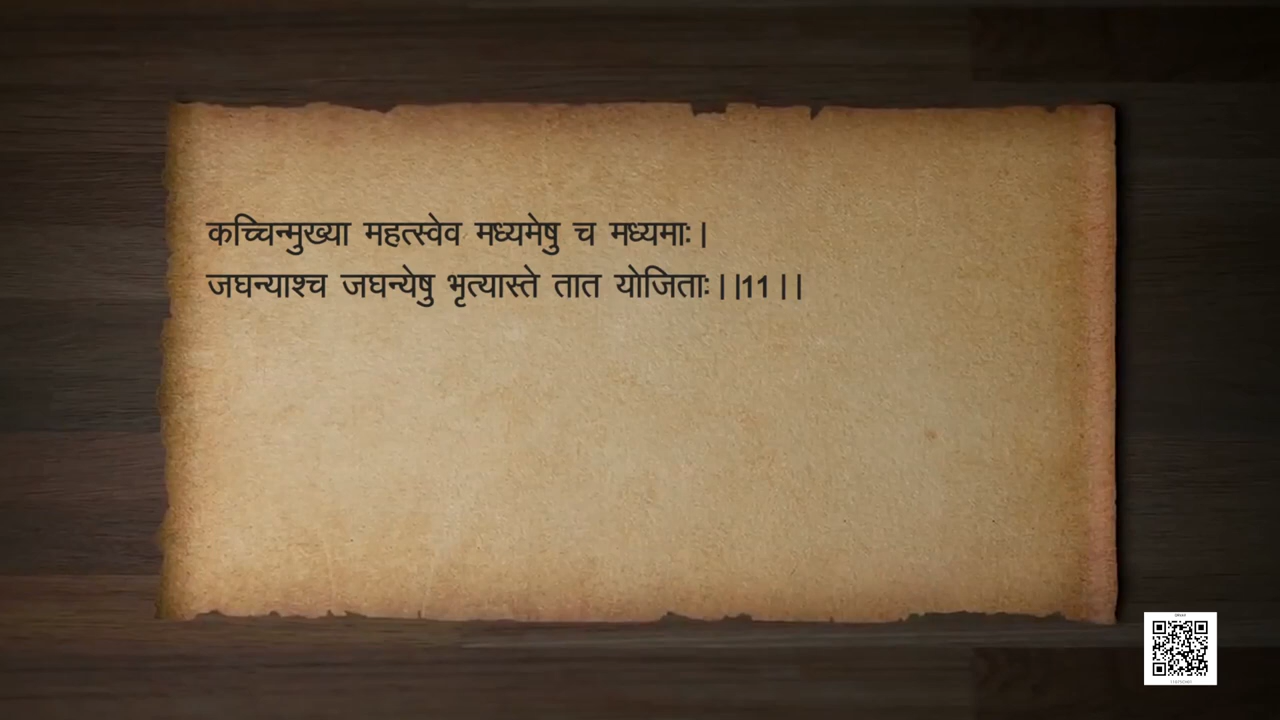 कच्चिन्मुख्या महत्स्वेव मध्यमेषु च मध्यमाः।
जघन्याश्च जघन्येषु भृत्यास्ते तात योजिताः।।11।।